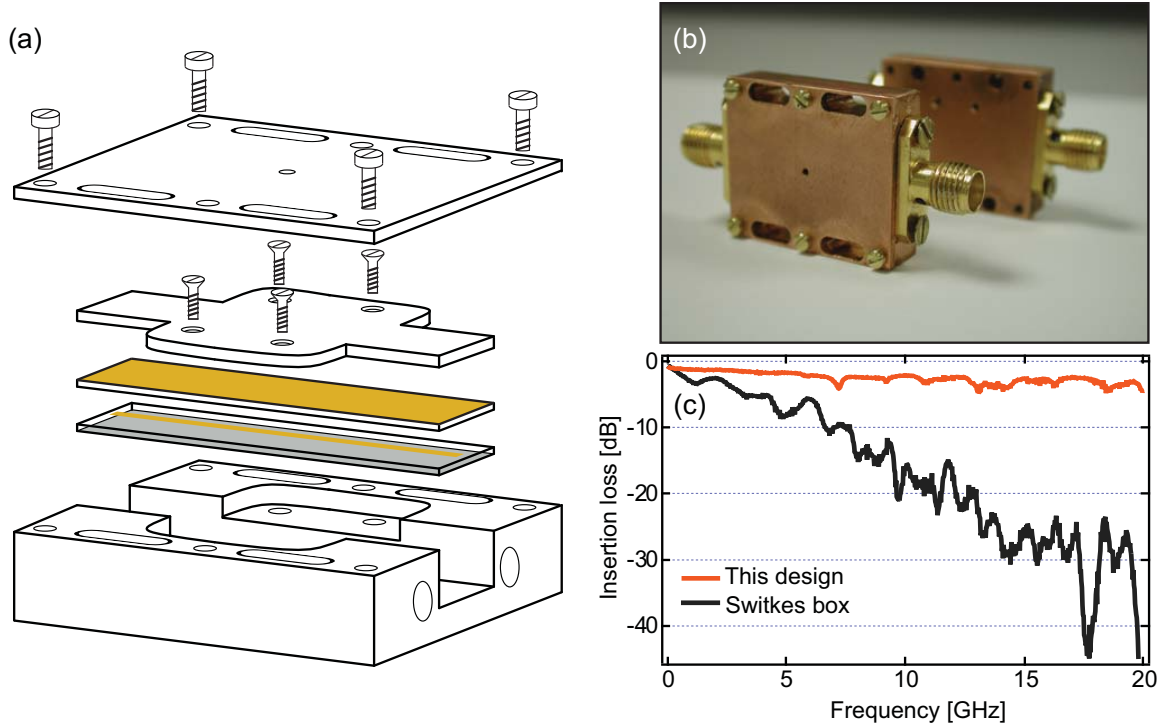 (a)
(b)
(c)
0
-10
-20
-30
-40
Insertion loss [dB]
This design
Switkes box
0
5
10
15
20
Frequency [GHz]